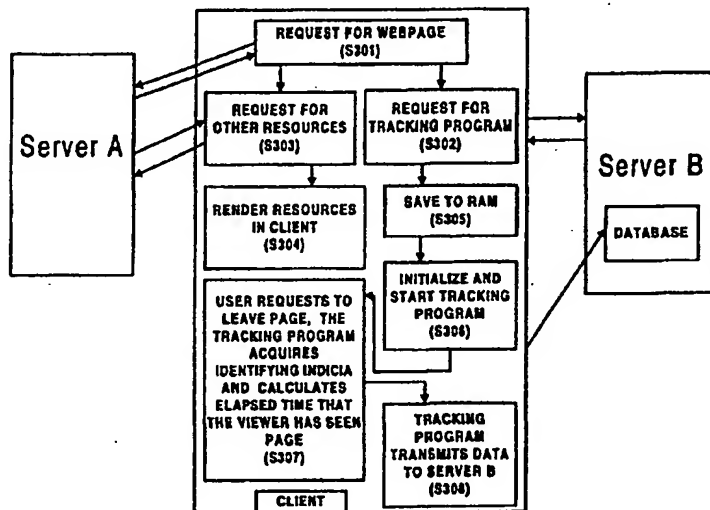 REQUEST FOR WEBPAGE
(S301)
Server A
REQUEST FOR
OTHER RESOURCES
(S303)
REQUEST FOR
TRACKING PROGRAM
(S302)
Server B
DATABASE
RENDER RESOURCES
IN CLIENT
(S304)
SAVE TO RAM
(S305)
INITIALIZE AND
START TRACKING
PROGRAM
(S306)
USER REQUESTS TO
LEAVE PAGE, THE
TRACKING PROGRAM
ACQUIRES
IDENTIFYING INDICIA
AND CALCULATES
ELAPSED TIME THAT
THE VIEWER HAS SEEN
PAGE
(S307)
TRACKING
PROGRAM
TRANSMITS DATA
TO SERVER B
(S308)
CLIENT